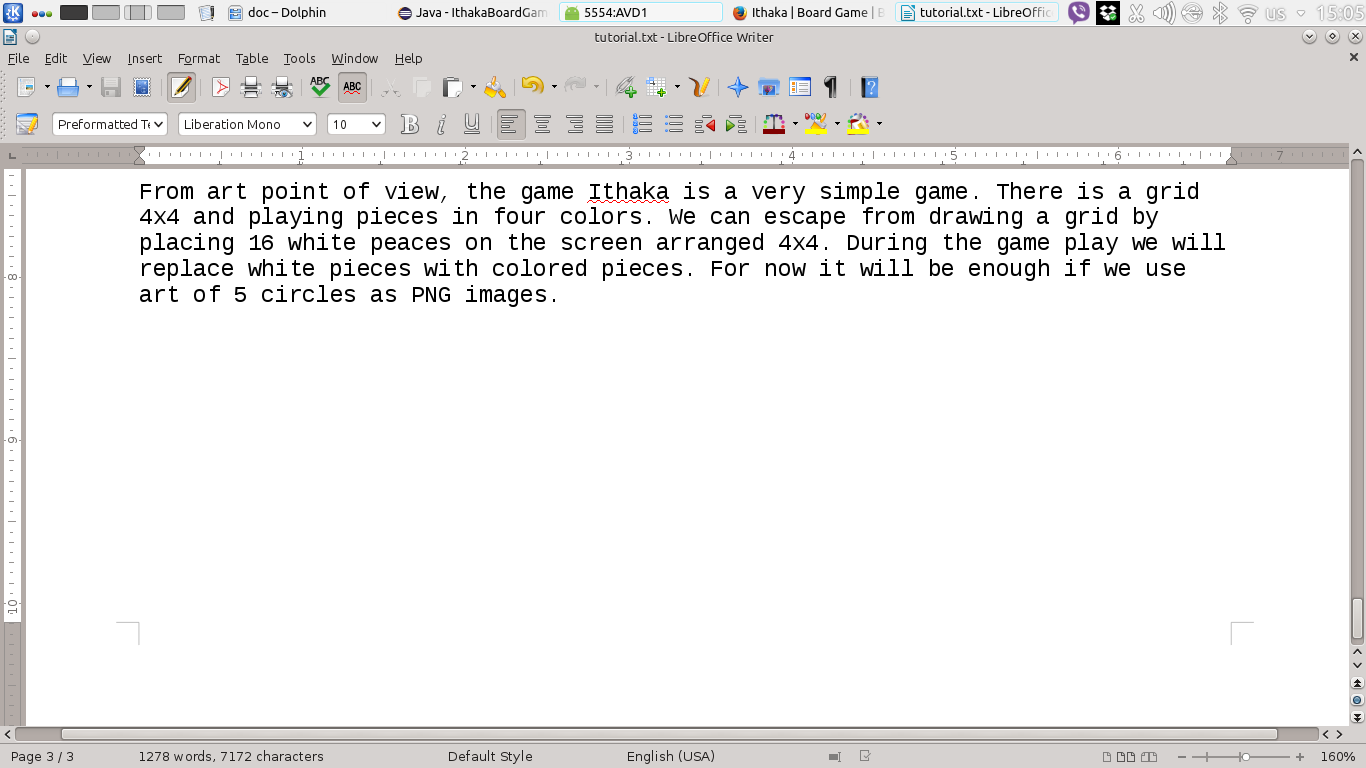 doc – Dolphin
Java - IthakaBoardGam
5554:AVD1
Ithaka | Board Game | B
tutorial.txt - LibreOffic
us
15:05
tutorial.txt - LibreOffice Writer
File Edit View Insert Format Table Tools Window Help
ABC
ABC
Preformatted Te
Liberation Mono
10
B i U
1 2 3 4 5 6 7
From art point of view, the game Ithaka is a very simple game. There is a grid
4x4 and playing pieces in four colors. We can escape from drawing a grid by
placing 16 white peaces on the screen arranged 4x4. During the game play we will
replace white pieces with colored pieces. For now it will be enough if we use
art of 5 circles as PNG images.
8
9
10
Page 3 / 3
1278 words, 7172 characters
Default Style
English (USA)
160%